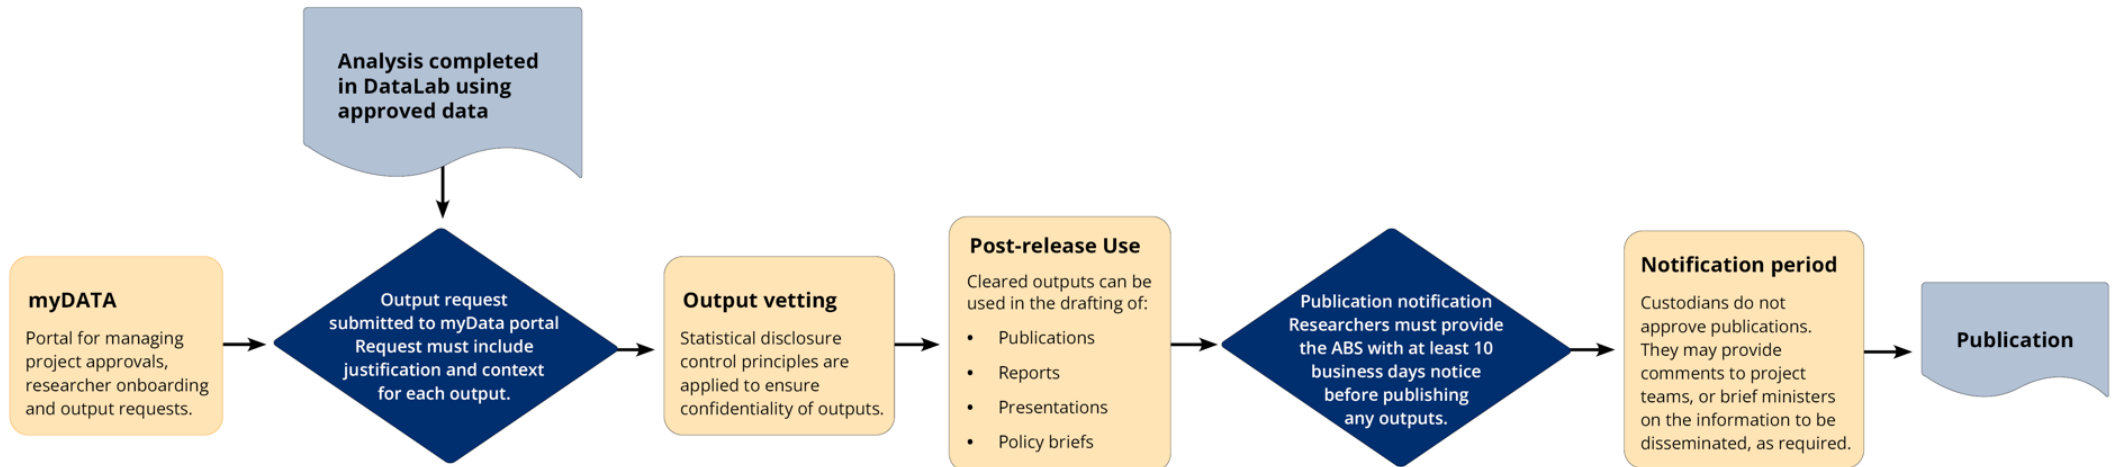 Analysis completed
in DataLab using
approved data
myDATA
Portal for managing
project approvals,
researcher onboarding
and output requests.
Output request
submitted to myData portal
Request must include
justification and context
for each output.
Output vetting
Statistical disclosure
control principles are
applied to ensure
confidentiality of outputs.
Post-release Use
Cleared outputs can be
used in the drafting of:
• Publications
• Reports
• Presentations
• Policy briefs
Publication notification
Researchers must provide
the ABS with at least 10
business days notice
before publishing
any outputs.
Notification period
Custodians do not
approve publications.
They may provide
comments to project
teams, or brief ministers
on the information to be
disseminated, as required.
Publication